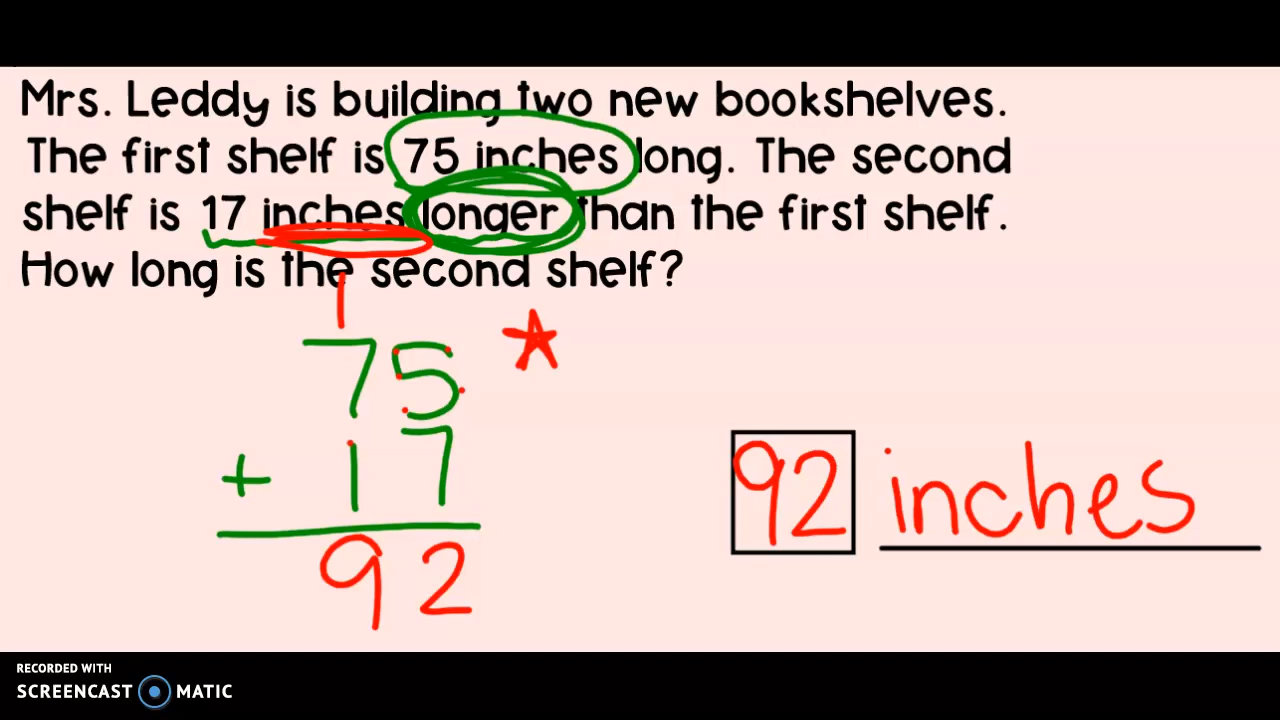 Mrs. Leddy is building two new bookshelves.
The first shelf is 75 inches long. The second
shelf is 17 inches longer than the first shelf.
How long is the second shelf?
1
75
+ 17
92
92 inches
RECORDED WITH
SCREENCAST MATIC